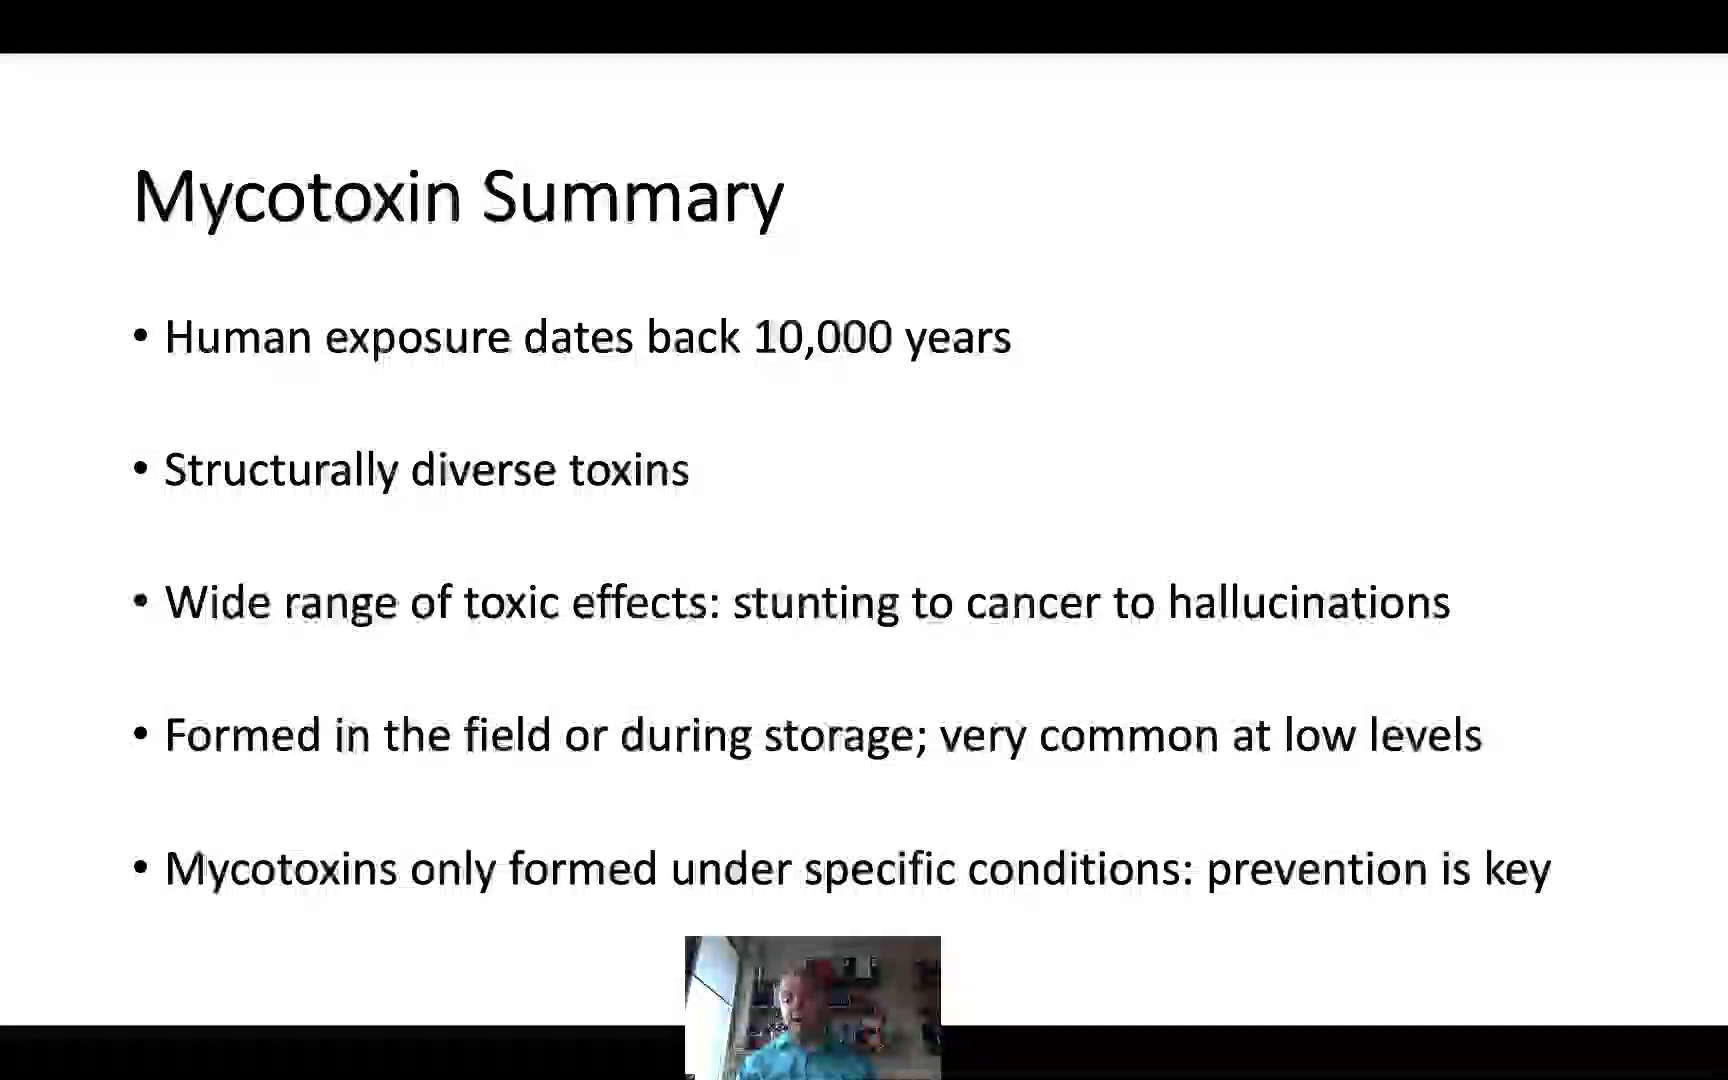 Mycotoxin Summary
• Human exposure dates back 10,000 years
• Structurally diverse toxins
• Wide range of toxic effects: stunting to cancer to hallucinations
• Formed in the field or during storage; very common at low levels
• Mycotoxins only formed under specific conditions: prevention is key